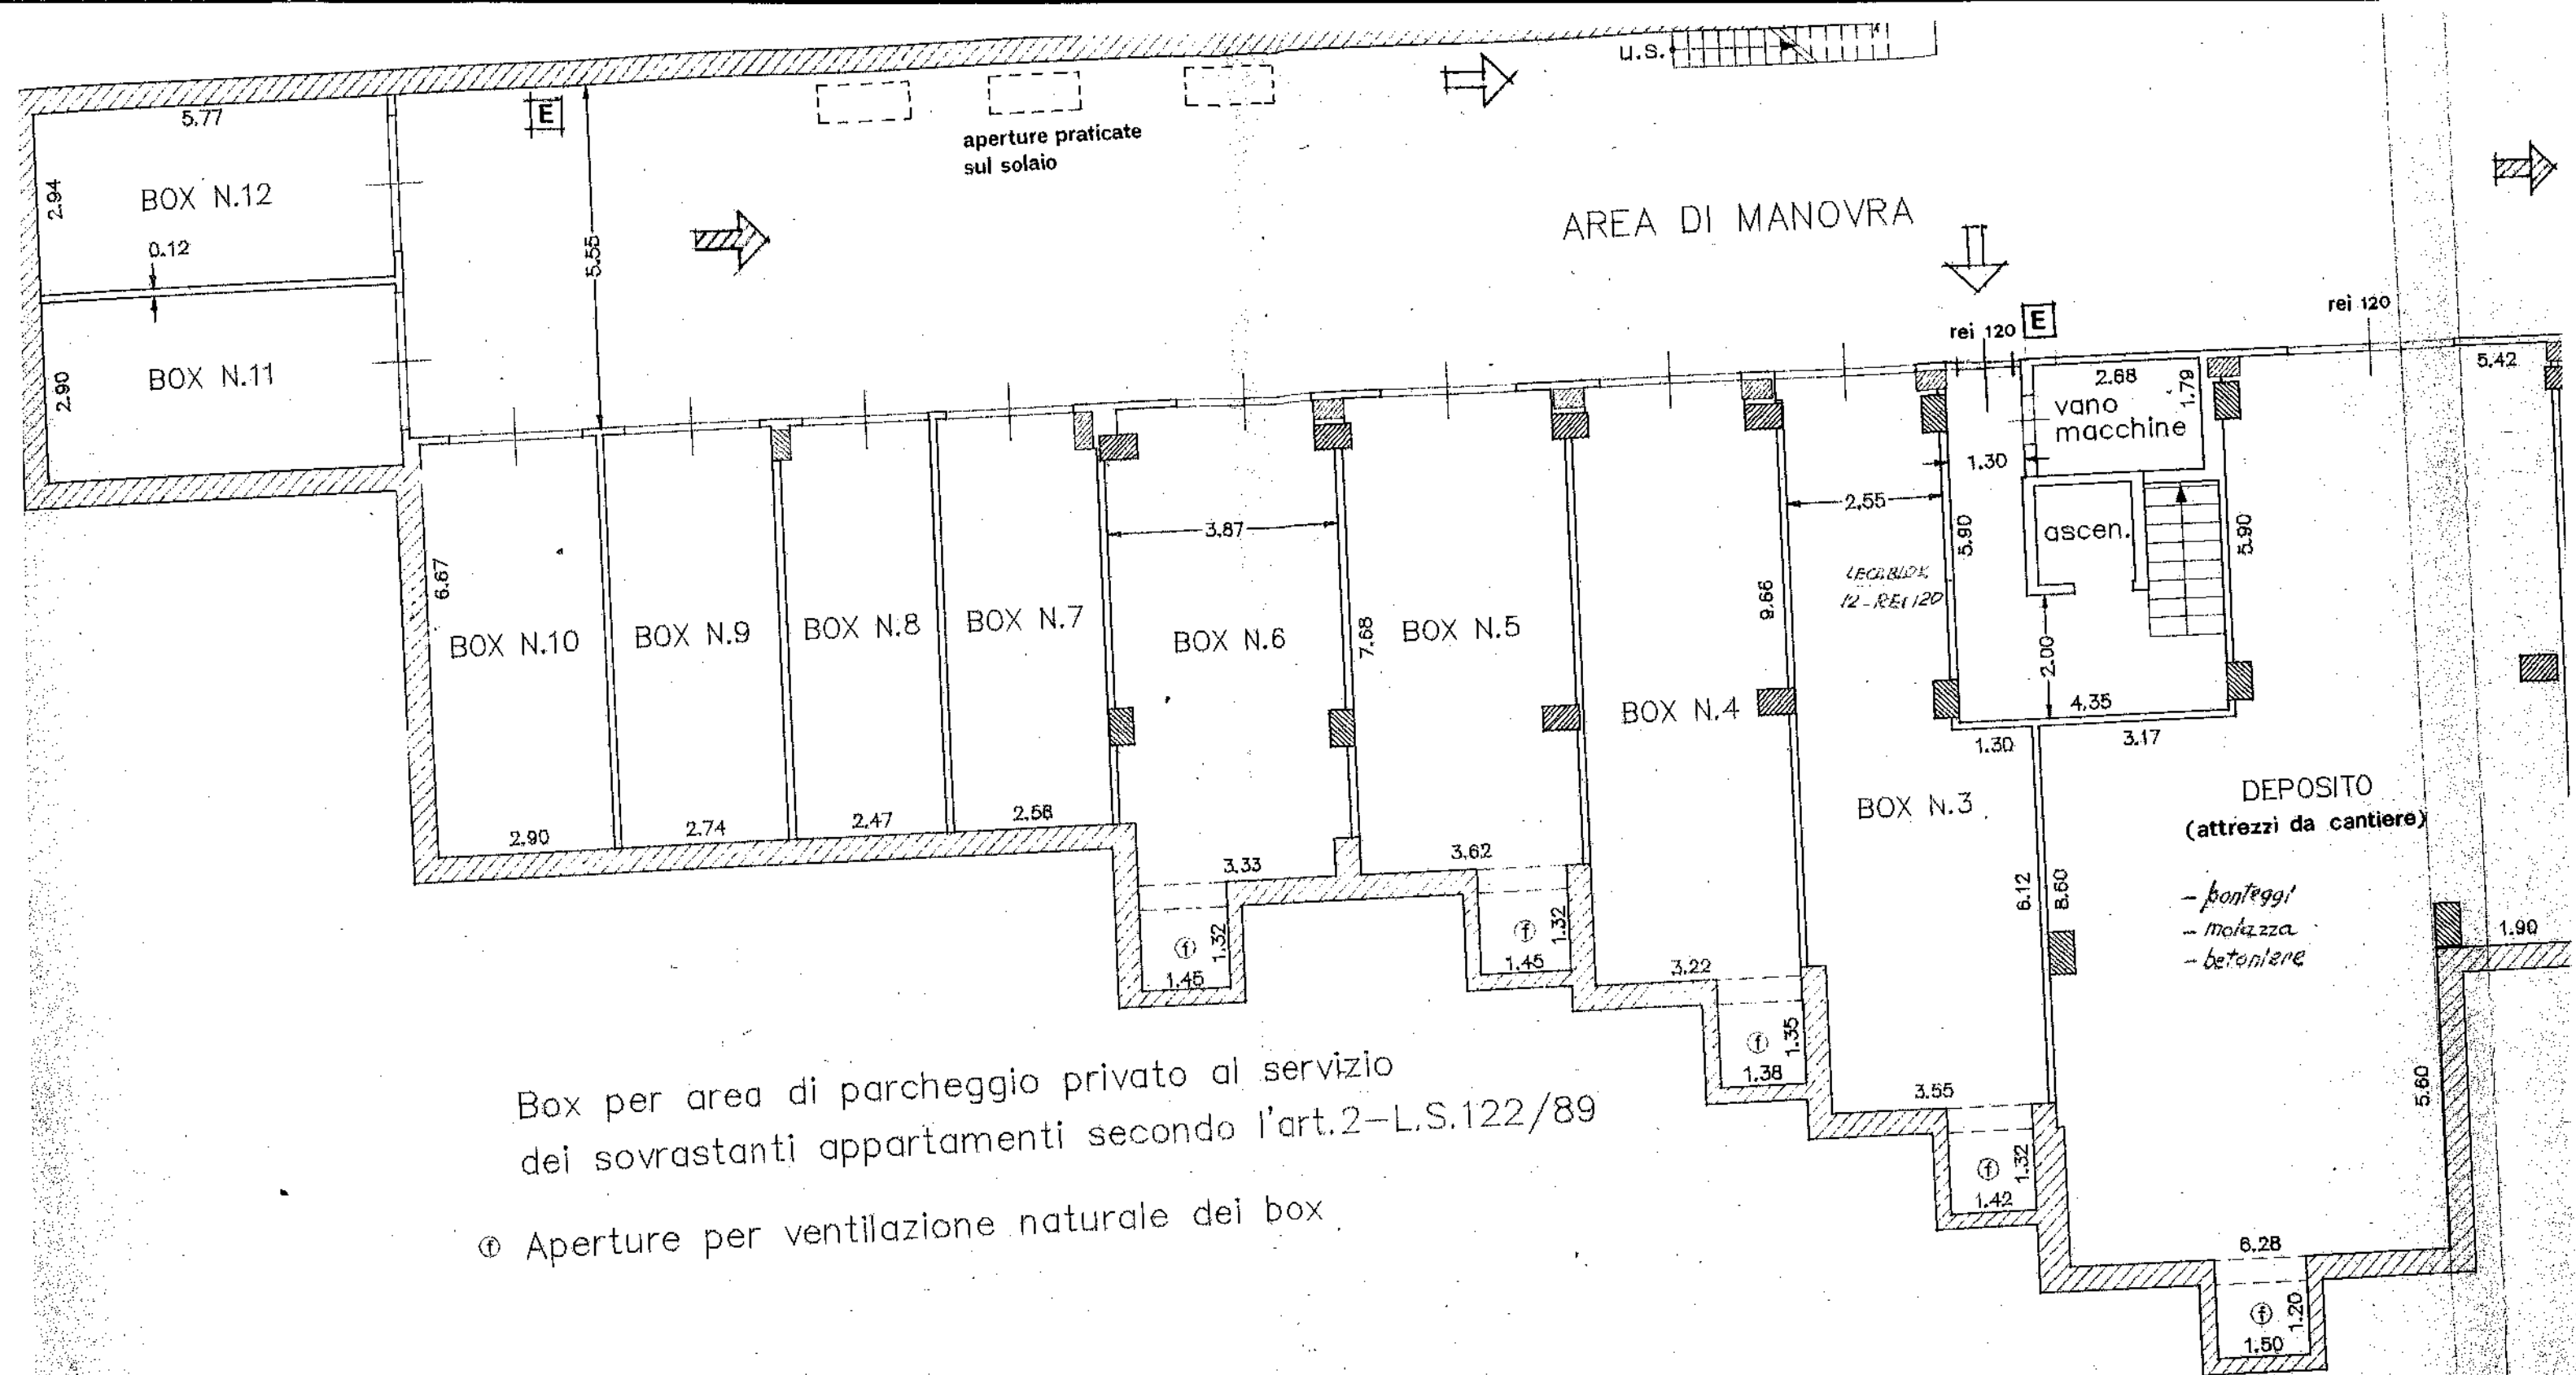 u.s.
5.77
E
aperture praticate
sul solaio
2.94
BOX N.12
AREA DI MANOVRA
0.12
5.55
rei 120
E
rei 120
2.90
BOX N.11
2.68
1.79
5.42
vano
macchine
1.30
2.55
3.87
ascen.
5.90
5.90
6.67
9.66
LECABLOK
12-REI 120
BOX N.10
BOX N.9
BOX N.8
BOX N.7
BOX N.6
7.68
BOX N.5
BOX N.4
2.00
4.35
1.30
3.17
BOX N.3
DEPOSITO
(attrezzi da cantiere)
2.90
2.74
2.47
2.58
3.33
3.62
6.12
8.60
- ponteggi
- molazza
- betoniere
1.90
f
1.32
1.45
f
1.32
1.45
3.22
f
1.35
1.38
3.55
5.60
Box per area di parcheggio privato al servizio
dei sovrastanti appartamenti secondo l'art.2-L.S.122/89
f
1.32
1.42
f Aperture per ventilazione naturale dei box
6.28
f
1.20
1.50